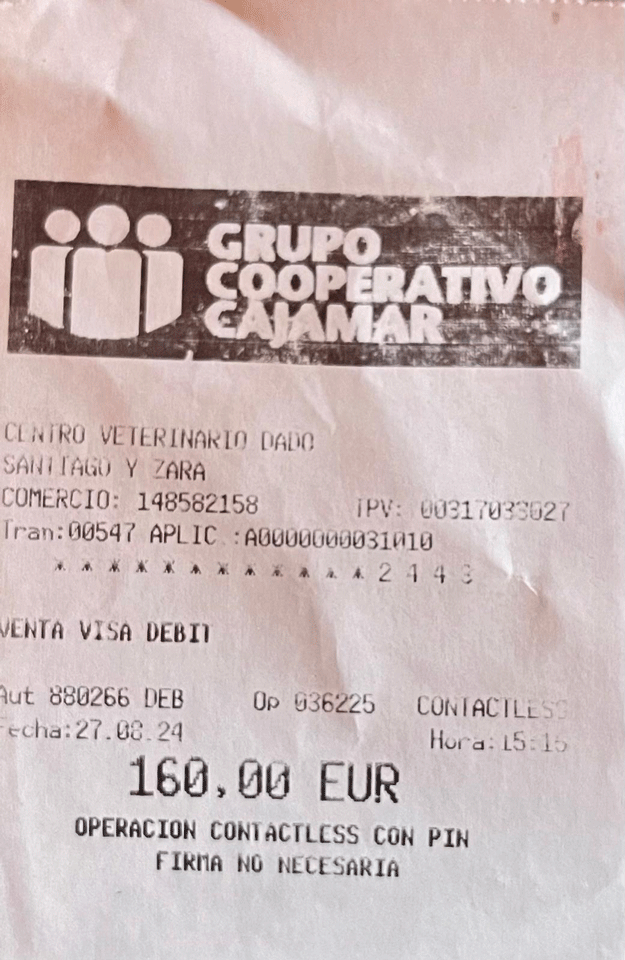 GRUPO
COOPERATIVO
CAJAMAR
CENTRO VETERINARIO DADO
SANTIAGO Y ZARA
COMERCIO: 148582158 TPV: 00317033027
Tran:00547 APLIC :A0000000031010
************2443
VENTA VISA DEBIT
Aut 880266 DEB Op 036225 CONTACTLESS
Fecha:27.08.24 Hora:15:15
160,00 EUR
OPERACION CONTACTLESS CON PIN
FIRMA NO NECESARIA